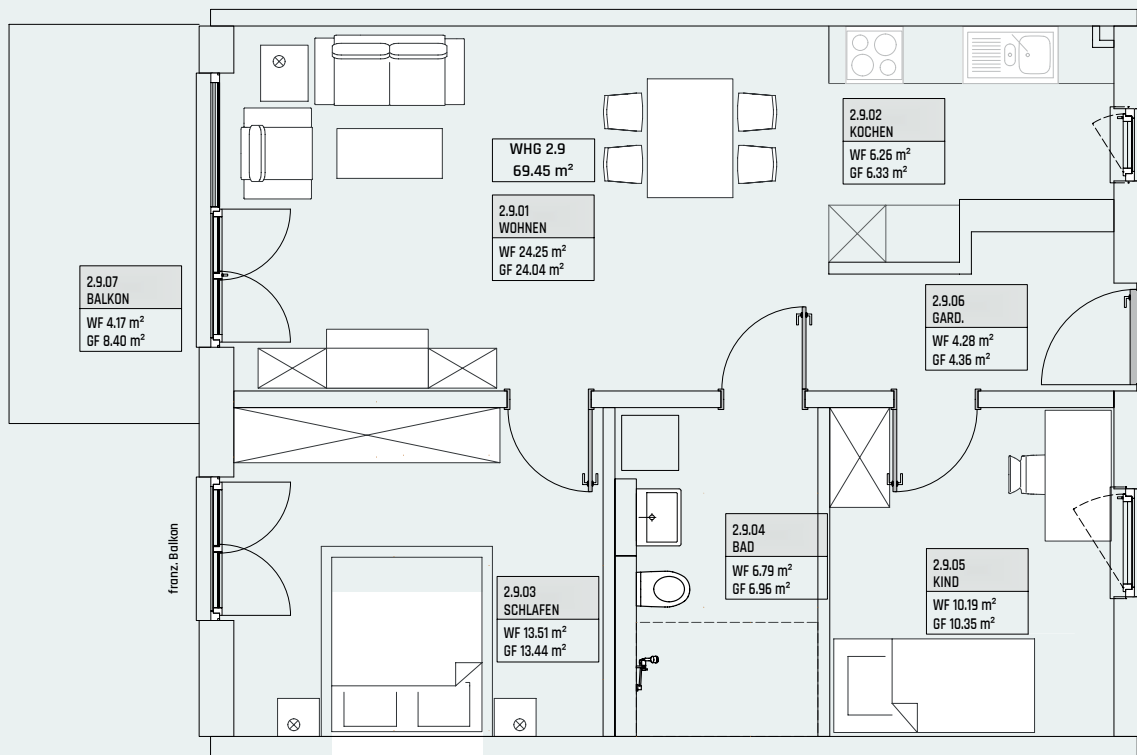 2.9.02
KOCHEN
WF 6.26 m²
GF 6.33 m²
WHG 2.9
69.45 m²
2.9.01
WOHNEN
WF 24.25 m²
GF 24.04 m²
2.9.07
BALKON
WF 4.17 m²
GF 8.40 m²
2.9.06
GARD.
WF 4.28 m²
GF 4.36 m²
franz. Balkon
2.9.03
SCHLAFEN
WF 13.51 m²
GF 13.44 m²
2.9.04
BAD
WF 6.79 m²
GF 6.96 m²
2.9.05
KIND
WF 10.19 m²
GF 10.35 m²